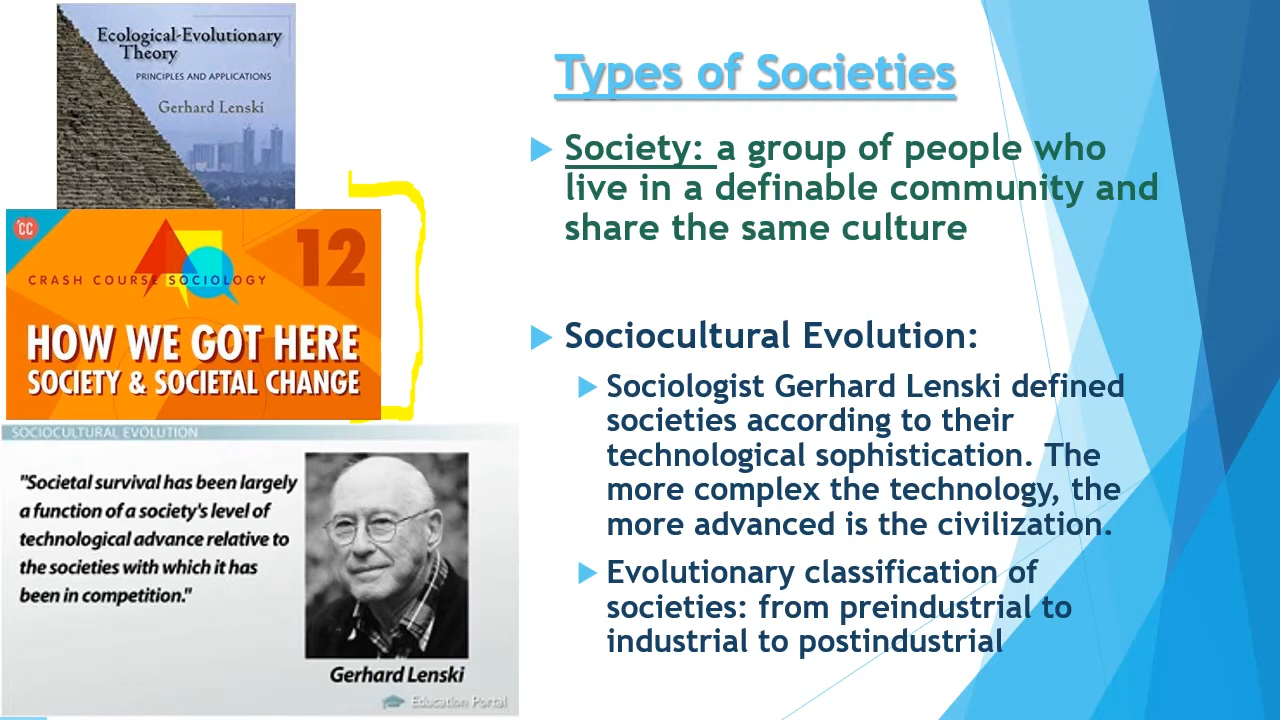 Ecological-Evolutionary
Theory
PRINCIPLES AND APPLICATIONS
Gerhard Lenski
CC
12
CRASH COURSE SOCIOLOGY
HOW WE GOT HERE
SOCIETY & SOCIETAL CHANGE
SOCIOCULTURAL EVOLUTION
"Societal survival has been largely
a function of a society's level of
technological advance relative to
the societies with which it has
been in competition."
Gerhard Lenski
Education Portal
Types of Societies
Society: a group of people who
live in a definable community and
share the same culture
Sociocultural Evolution:
Sociologist Gerhard Lenski defined
societies according to their
technological sophistication. The
more complex the technology, the
more advanced is the civilization.
Evolutionary classification of
societies: from preindustrial to
industrial to postindustrial